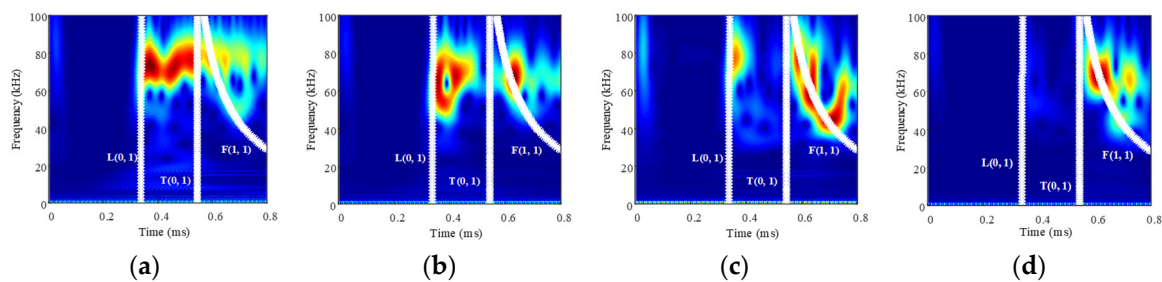 100
80
60
40
20
0
Frequency (kHz)
L(0, 1)
T(0, 1)
F(1, 1)
0 0.2 0.4 0.6 0.8
Time (ms)
(a)
100
80
60
40
20
0
Frequency (kHz)
L(0, 1)
T(0, 1)
F(1, 1)
0 0.2 0.4 0.6 0.8
Time (ms)
(b)
100
80
60
40
20
0
Frequency (kHz)
L(0, 1)
T(0, 1)
F(1, 1)
0 0.2 0.4 0.6 0.8
Time (ms)
(c)
100
80
60
40
20
0
Frequency (kHz)
L(0, 1)
T(0, 1)
F(1, 1)
0 0.2 0.4 0.6 0.8
Time (ms)
(d)